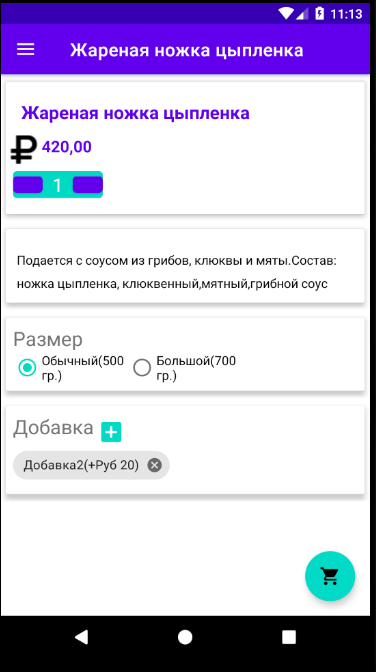 11:13
Жареная ножка цыпленка
Жареная ножка цыпленка
₽ 420,00
1
Подается с соусом из грибов, клюквы и мяты.Состав:
ножка цыпленка, клюквенный,мятный,грибной соус
Размер
Обычный(500
гр.)
Большой(700
гр.)
Добавка
Добавка2(+Руб 20)